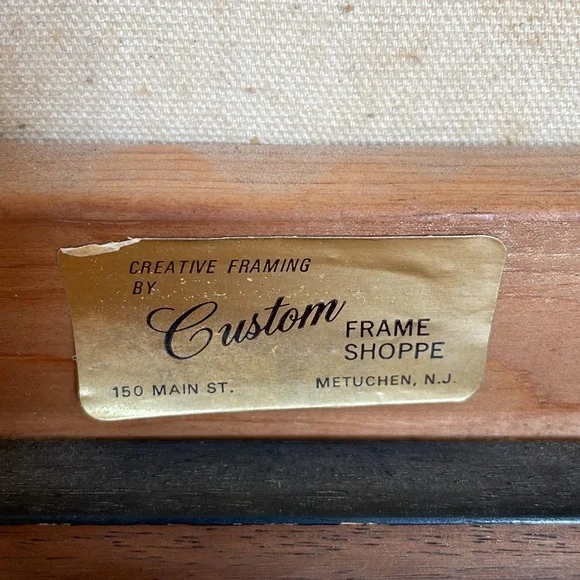 CREATIVE FRAMING
BY
Custom FRAME
SHOPPE
150 MAIN ST. METUCHEN, N.J.